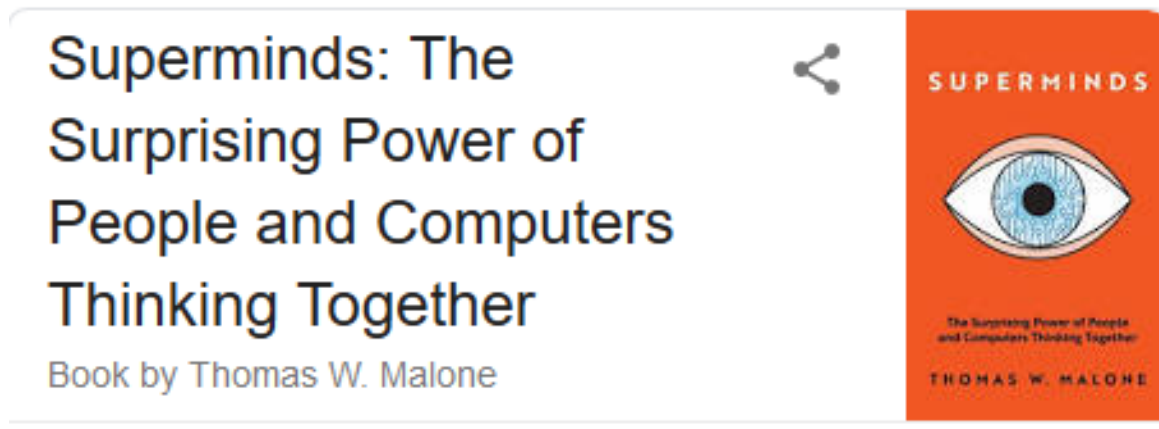 Superminds: The
Surprising Power of
People and Computers
Thinking Together
Book by Thomas W. Malone
SUPERMINDS
The Surprising Power of People
and Computers Thinking Together
THOMAS W. MALONE